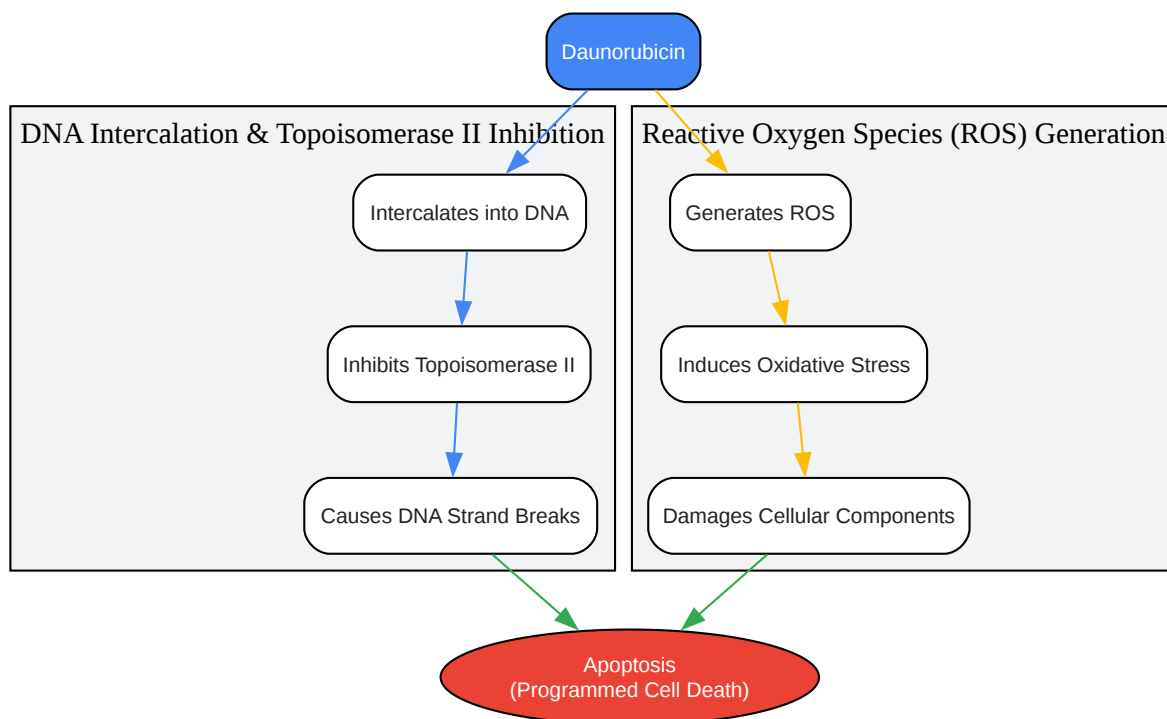 Daunorubicin
DNA Intercalation & Topoisomerase II Inhibition
Intercalates into DNA
Inhibits Topoisomerase II
Causes DNA Strand Breaks
Reactive Oxygen Species (ROS) Generation
Generates ROS
Induces Oxidative Stress
Damages Cellular Components
Apoptosis
(Programmed Cell Death)